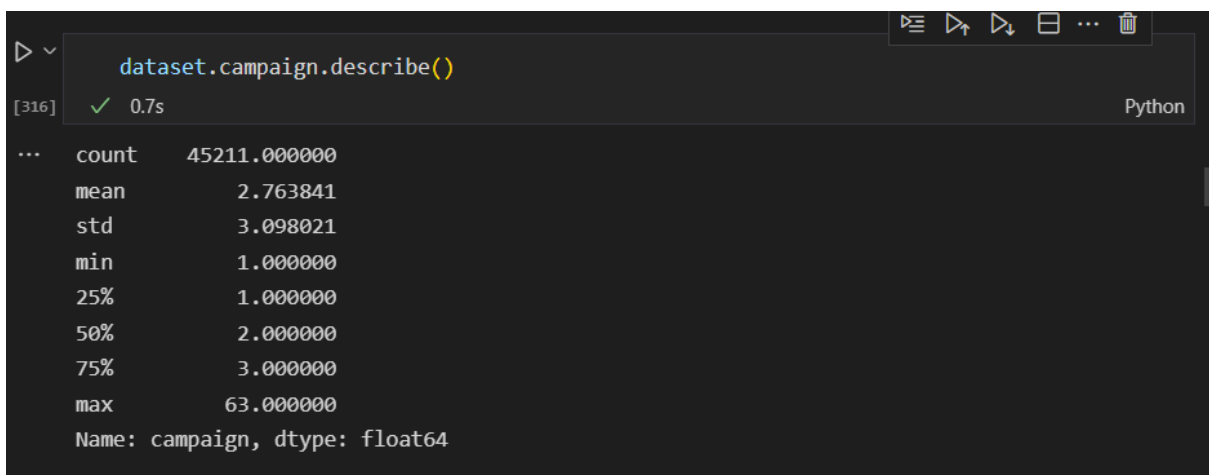 dataset.campaign.describe()
[316] 0.7s Python
count 45211.000000
mean 2.763841
std 3.098021
min 1.000000
25% 1.000000
50% 2.000000
75% 3.000000
max 63.000000
Name: campaign, dtype: float64